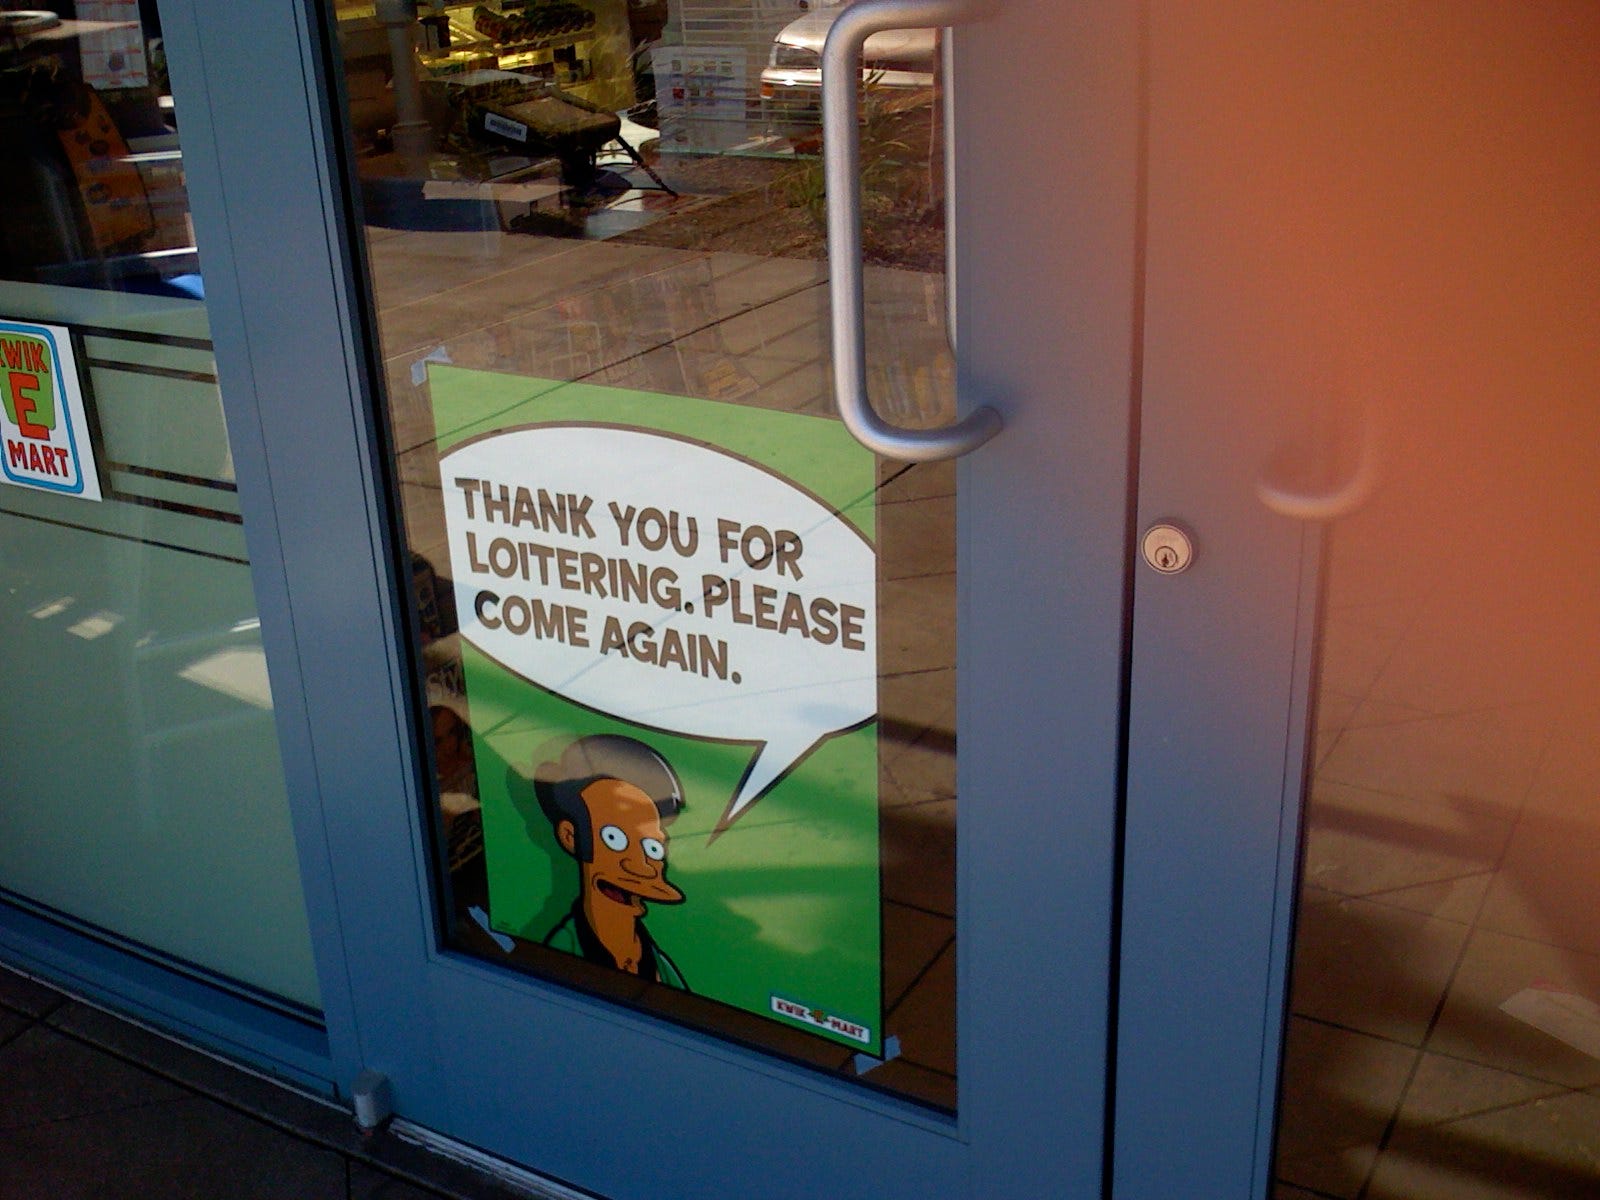 KWIK
E
MART
THANK YOU FOR
LOITERING. PLEASE
COME AGAIN.
KWIK-E-MART